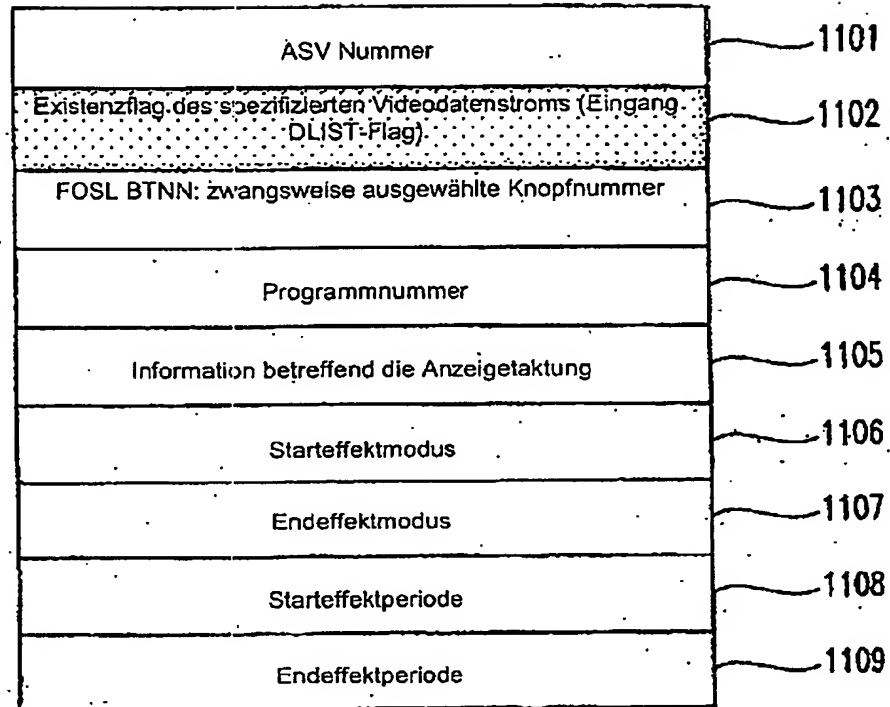 ASV Nummer
1101
Existenzflag des spezifizierten Videodatenstroms (Eingang
DLIST-Flag)
1102
FOSL BTNN: zwangsweise ausgewählte Knopfnummer
1103
Programmnummer
1104
Information betreffend die Anzeigetaktung
1105
Starteffektmodus
1106
Endeffektmodus
1107
Starteffektperiode
1108
Endeffektperiode
1109